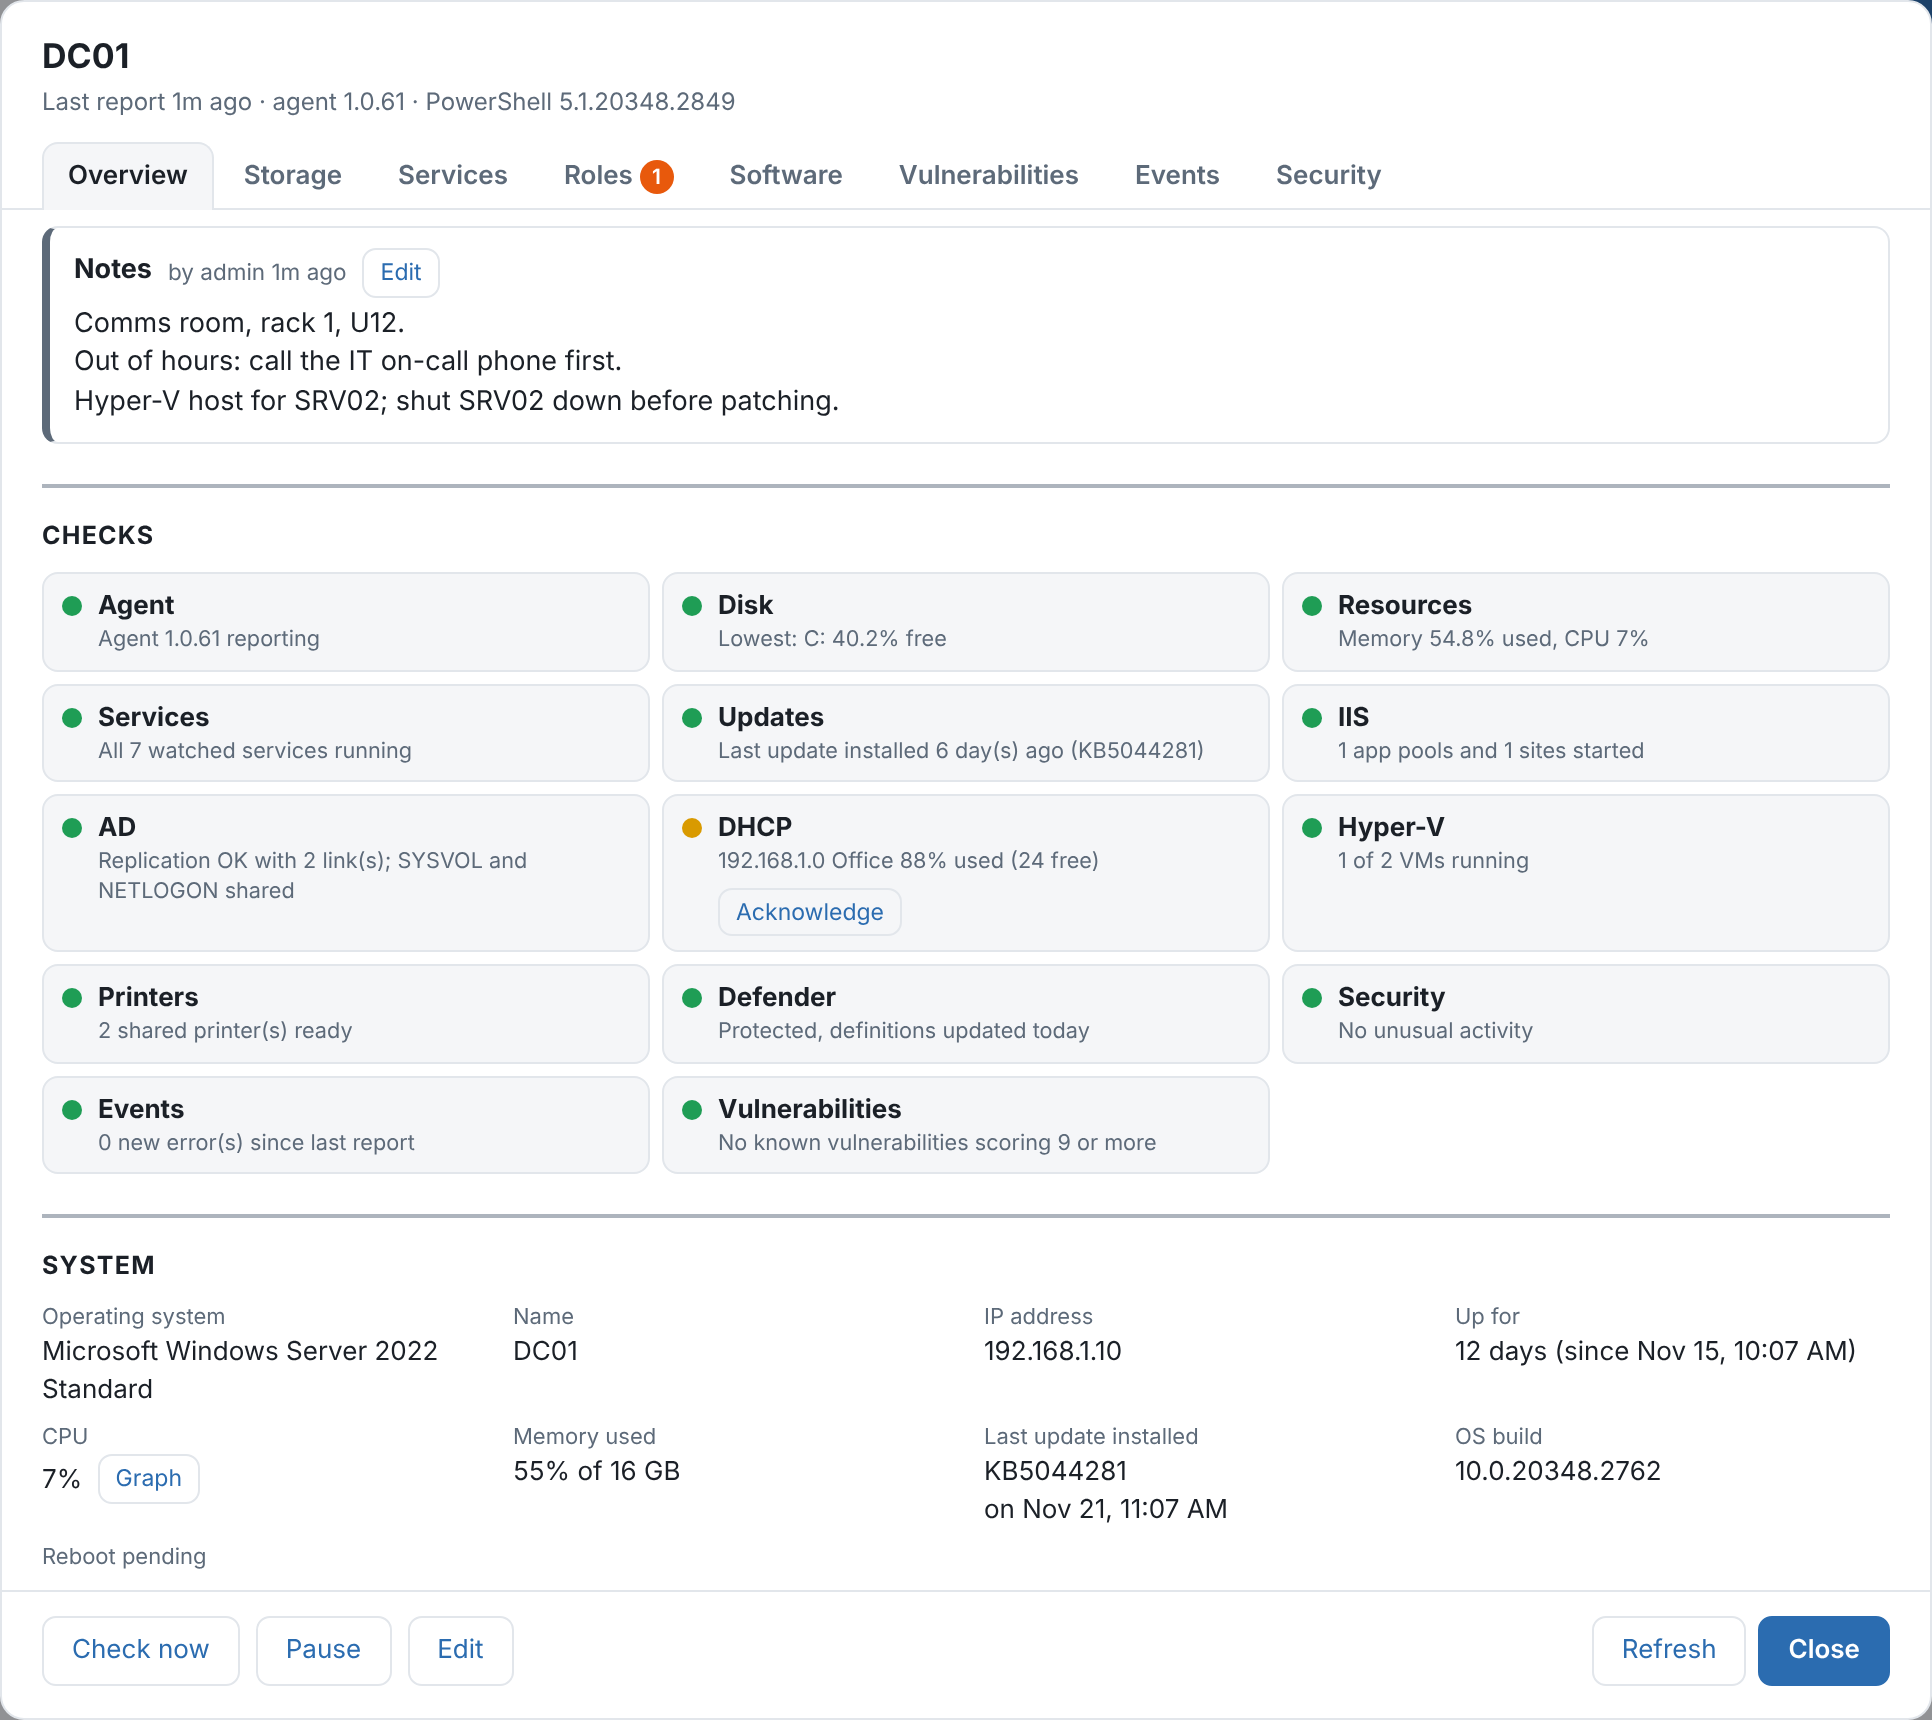 DC01
Last report 1m ago · agent 1.0.61 · PowerShell 5.1.20348.2849
Overview Storage Services Roles 1 Software Vulnerabilities Events Security
Notes by admin 1m ago Edit
Comms room, rack 1, U12.
Out of hours: call the IT on-call phone first.
Hyper-V host for SRV02; shut SRV02 down before patching.
CHECKS
Agent
Agent 1.0.61 reporting
Disk
Lowest: C: 40.2% free
Resources
Memory 54.8% used, CPU 7%
Services
All 7 watched services running
Updates
Last update installed 6 day(s) ago (KB5044281)
IIS
1 app pools and 1 sites started
AD
Replication OK with 2 link(s); SYSVOL and
NETLOGON shared
DHCP
192.168.1.0 Office 88% used (24 free)
Acknowledge
Hyper-V
1 of 2 VMs running
Printers
2 shared printer(s) ready
Defender
Protected, definitions updated today
Security
No unusual activity
Events
0 new error(s) since last report
Vulnerabilities
No known vulnerabilities scoring 9 or more
SYSTEM
Operating system
Microsoft Windows Server 2022
Standard
Name
DC01
IP address
192.168.1.10
Up for
12 days (since Nov 15, 10:07 AM)
CPU
7% Graph
Memory used
55% of 16 GB
Last update installed
KB5044281
on Nov 21, 11:07 AM
OS build
10.0.20348.2762
Reboot pending
Check now Pause Edit Refresh Close